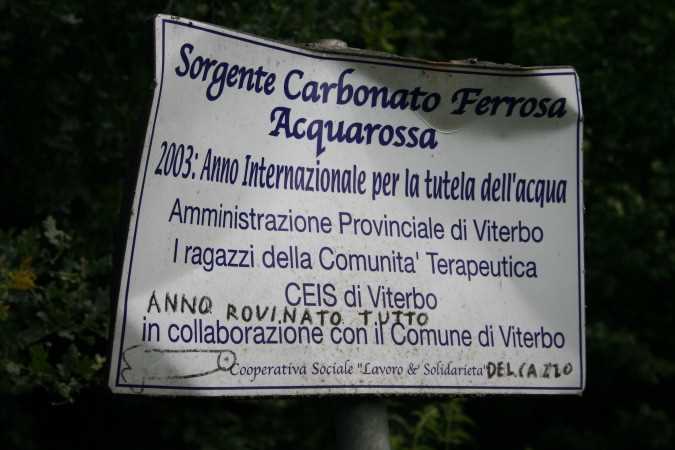 Sorgente Carbonato Ferrosa
Acquarossa
2003: Anno Internazionale per la tutela dell'acqua
Amministrazione Provinciale di Viterbo
I ragazzi della Comunita' Terapeutica
CEIS di Viterbo
ANNO ROVINATO TUTTO
in collaborazione con il Comune di Viterbo
Cooperativa Sociale "Lavoro & Solidarieta" DEL CAZZO